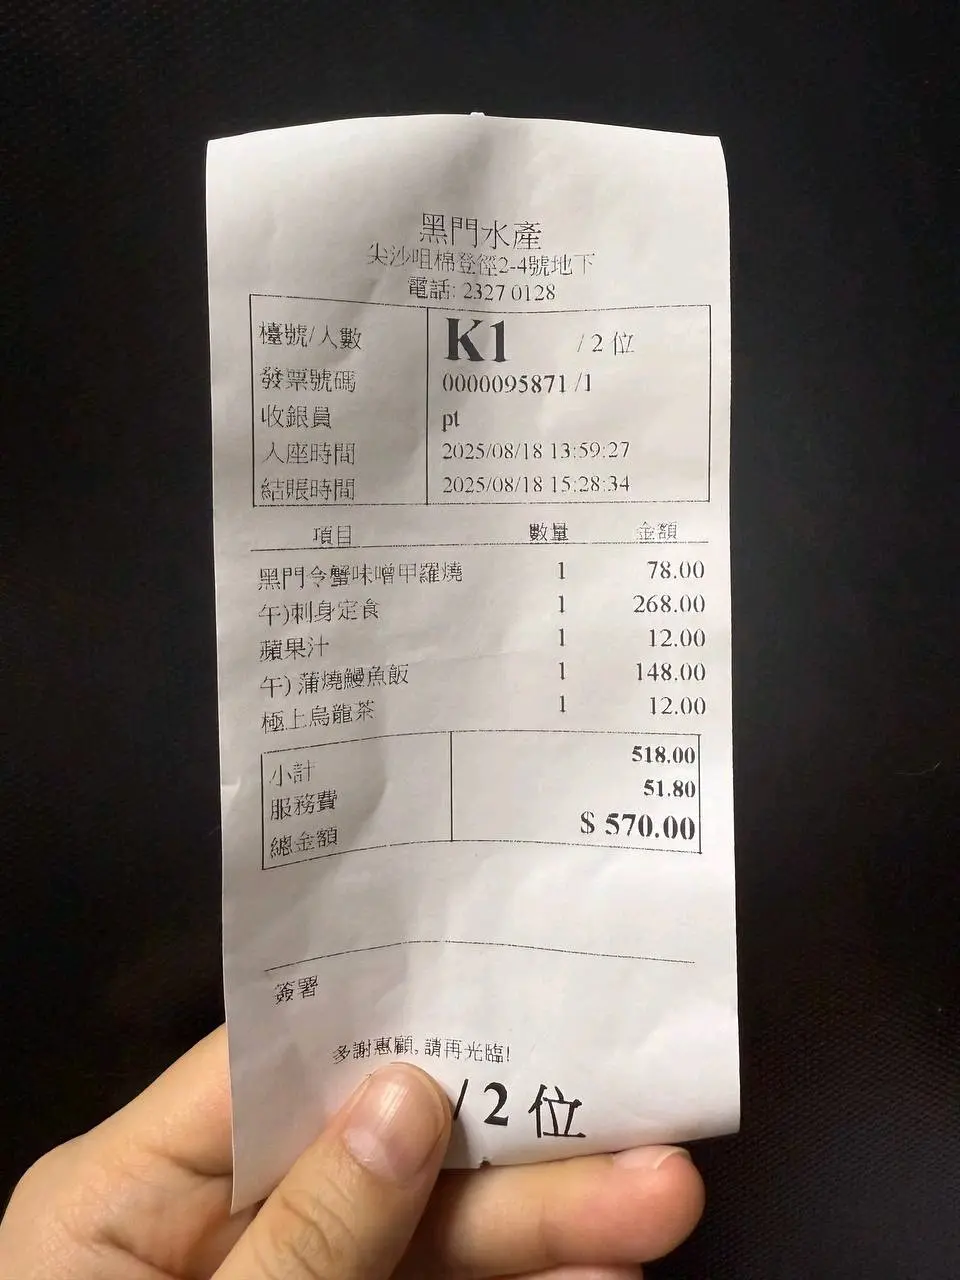 黑門水產
尖沙咀棉登徑2-4號地下
電話: 2327 0128
檯號/人數 K1 / 2 位
發票號碼 0000095871 /1
收銀員 pt
入座時間 2025/08/18 13:59:27
結賬時間 2025/08/18 15:28:34
項目 數量 金額
黑門令蟹味噌甲羅燒 1 78.00
午)刺身定食 1 268.00
蘋果汁 1 12.00
午) 蒲燒鰻魚飯 1 148.00
極上烏龍茶 1 12.00
小計 518.00
服務費 51.80
總金額 $ 570.00
簽署
多謝惠顧, 請再光臨!
/ 2 位